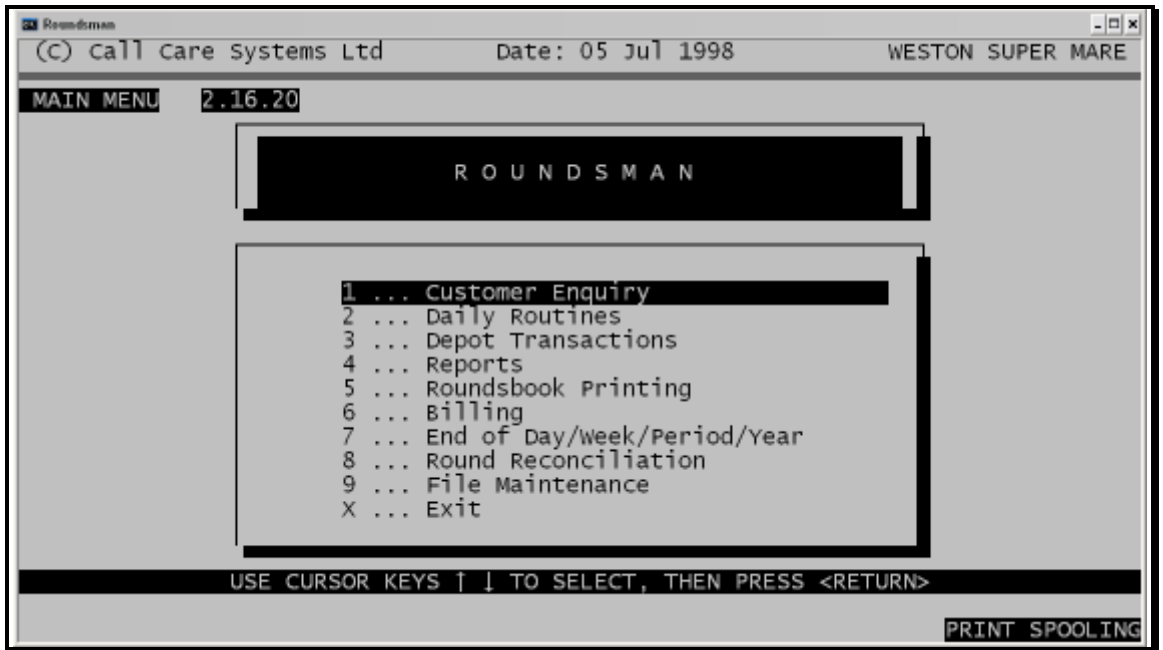 Roundsman
(C) Call Care Systems Ltd Date: 05 Jul 1998 WESTON SUPER MARE
MAIN MENU 2.16.20
R O U N D S M A N
1 ... Customer Enquiry
2 ... Daily Routines
3 ... Depot Transactions
4 ... Reports
5 ... Roundsbook Printing
6 ... Billing
7 ... End of Day/Week/Period/Year
8 ... Round Reconciliation
9 ... File Maintenance
X ... Exit
USE CURSOR KEYS ↑ ↓ TO SELECT, THEN PRESS <RETURN>
PRINT SPOOLING